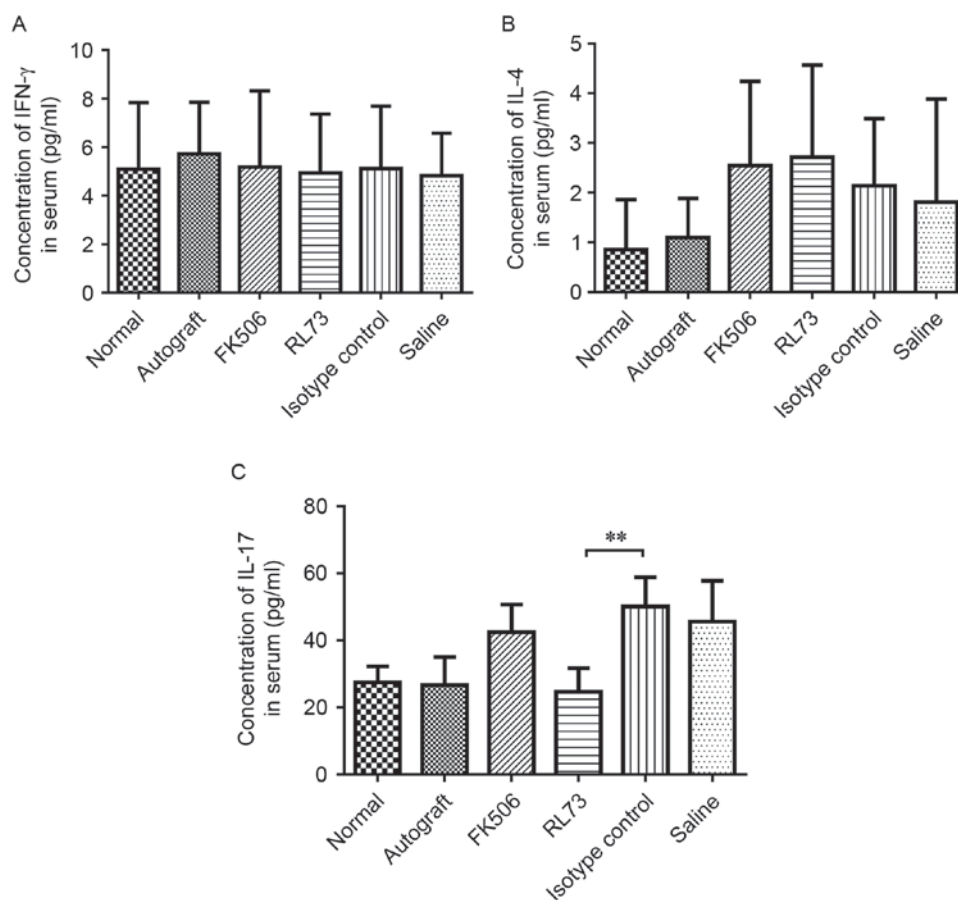 A
Concentration of IFN-γ
in serum (pg/ml)
10
8
6
4
2
0
Normal
Autograft
FK506
RL73
Isotype control
Saline
B
Concentration of IL-4
in serum (pg/ml)
5
4
3
2
1
0
Normal
Autograft
FK506
RL73
Isotype control
Saline
C
Concentration of IL-17
in serum (pg/ml)
80
60
40
20
0
**
Normal
Autograft
FK506
RL73
Isotype control
Saline